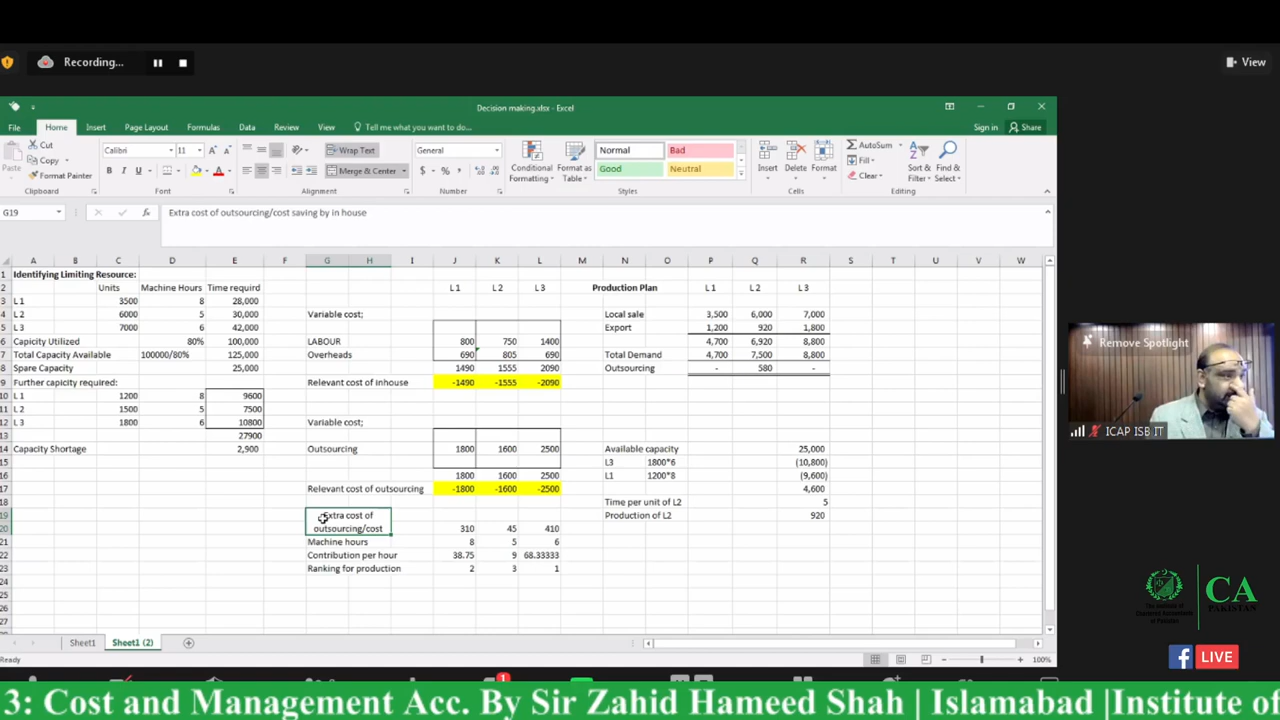 Recording...
View
Decision making.xlsx - Excel
File Home Insert Page Layout Formulas Data Review View Tell me what you want to do... Sign in Share
Cut
Copy
Format Painter
Paste
Clipboard
Calibri 11
B I U
Font
Wrap Text
Merge & Center
Alignment
General
Number
Conditional Formatting
Format as Table
Normal Bad
Good Neutral
Styles
Insert Delete Format
Cells
AutoSum
Fill
Clear
Sort & Filter
Find & Select
Editing
G19 fx Extra cost of outsourcing/cost saving by in house
A B C D E F G H I J K L M N O P Q R S T U V W
1 Identifying Limiting Resource:
2 Units Machine Hours Time requird L1 L2 L3 Production Plan L1 L2 L3
3 L1 3500 8 28,000
4 L2 6000 5 30,000 Variable cost; Local sale 3,500 6,000 7,000
5 L3 7000 6 42,000 Export 1,200 920 1,800
6 Capicity Utilized 80% 100,000 LABOUR 800 750 1400 4,700 6,920 8,800
7 Total Capacity Available 100000/80% 125,000 Overheads 690 805 690 Total Demand 4,700 7,500 8,800
8 Spare Capacity 25,000 1490 1555 2090 Outsourcing - 580 -
9 Further capacity required: Relevant cost of inhouse -1490 -1555 -2090
10 L1 1200 8 9600
11 L2 1500 5 7500
12 L3 1800 6 10800 Variable cost;
13 27900
14 Capacity Shortage 2,900 Outsourcing 1800 1600 2500 Available capacity 25,000
15 L3 1800*6 (10,800)
16 1800 1600 2500 L1 1200*8 (9,600)
17 Relevant cost of outsourcing -1800 -1600 -2500 4,600
18 Time per unit of L2 5
19 Extra cost of Production of L2 920
20 outsourcing/cost 310 45 410
21 Machine hours 8 5 6
22 Contribution per hour 38.75 9 68.33333
23 Ranking for production 2 3 1
24
25
26
27
Sheet1 Sheet1 (2)
Ready 100%
Remove Spotlight
ICAP ISB IT
CA
PAKISTAN
LIVE
3: Cost and Management Acc. By Sir Zahid Hameed Shah | Islamabad |Institute of